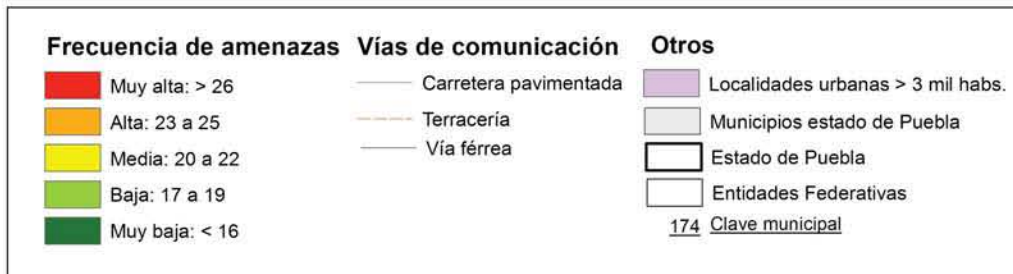 Frecuencia de amenazas
Muy alta: > 26
Alta: 23 a 25
Media: 20 a 22
Baja: 17 a 19
Muy baja: < 16
Vías de comunicación
Carretera pavimentada
Terracería
Vía férrea
Otros
Localidades urbanas > 3 mil habs.
Municipios estado de Puebla
Estado de Puebla
Entidades Federativas
174 Clave municipal